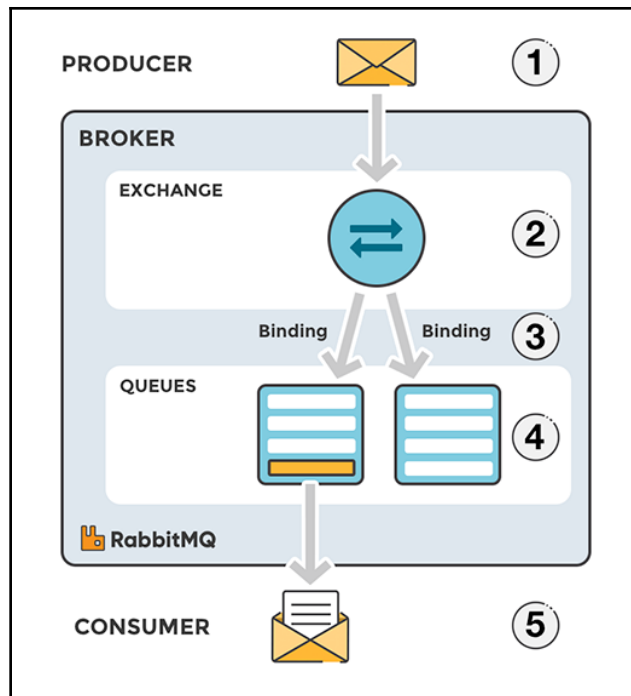 PRODUCER 1
BROKER
EXCHANGE
2
Binding Binding 3
QUEUES
4
RabbitMQ
CONSUMER 5